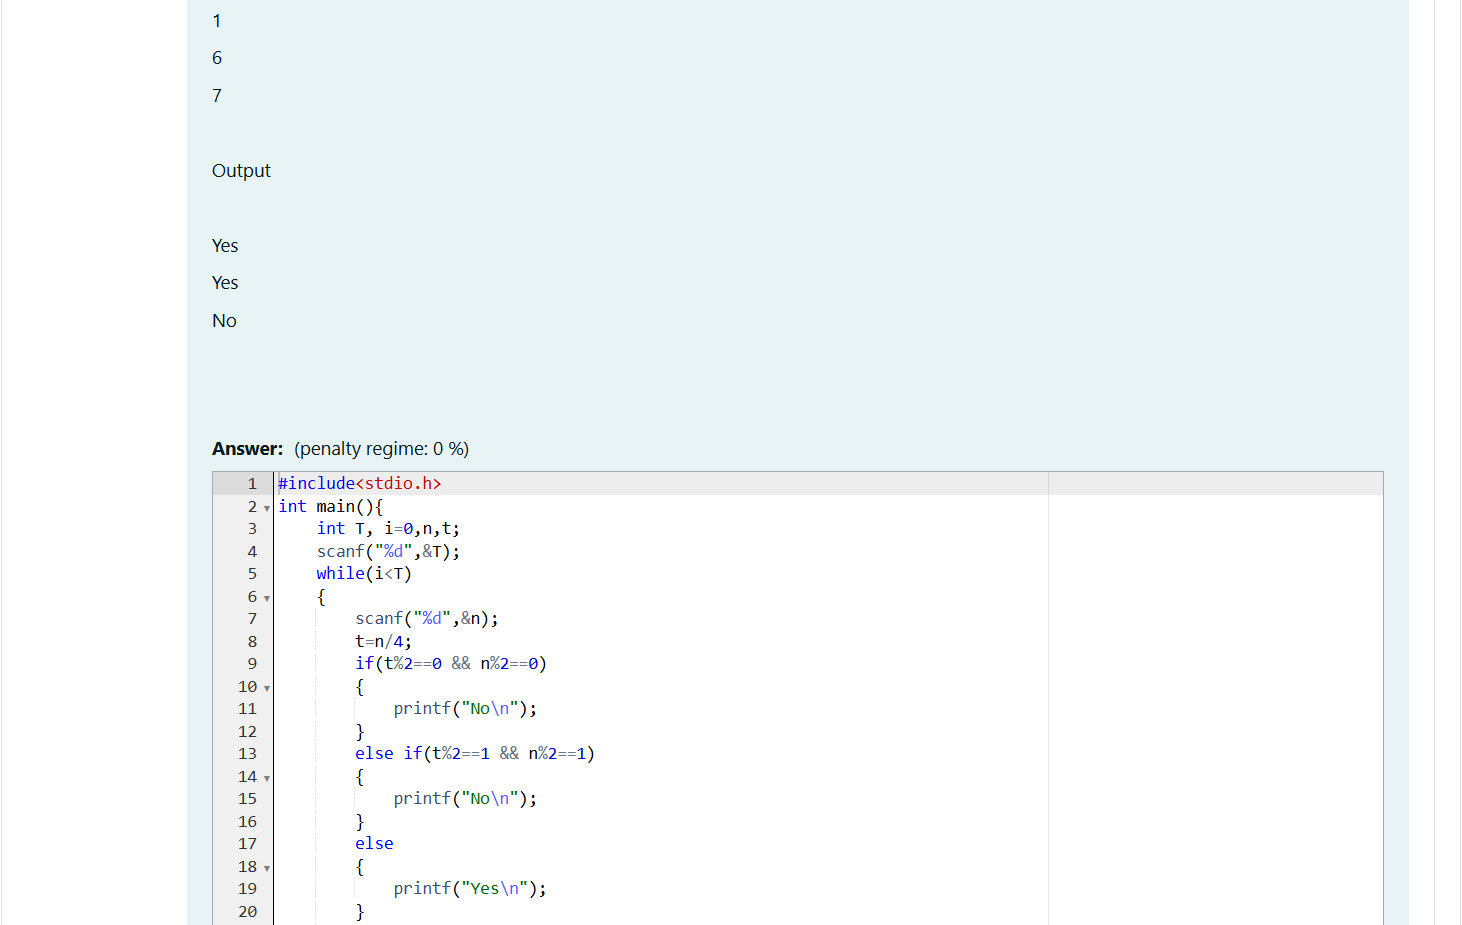 1
6
7
Output
Yes
Yes
No
Answer: (penalty regime: 0 %)
1 #include<stdio.h>
2 int main(){
3     int T, i=0,n,t;
4     scanf("%d",&T);
5     while(i<T)
6     {
7         scanf("%d",&n);
8         t=n/4;
9         if(t%2==0 && n%2==0)
10         {
11             printf("No\n");
12         }
13         else if(t%2==1 && n%2==1)
14         {
15             printf("No\n");
16         }
17         else
18         {
19             printf("Yes\n");
20         }